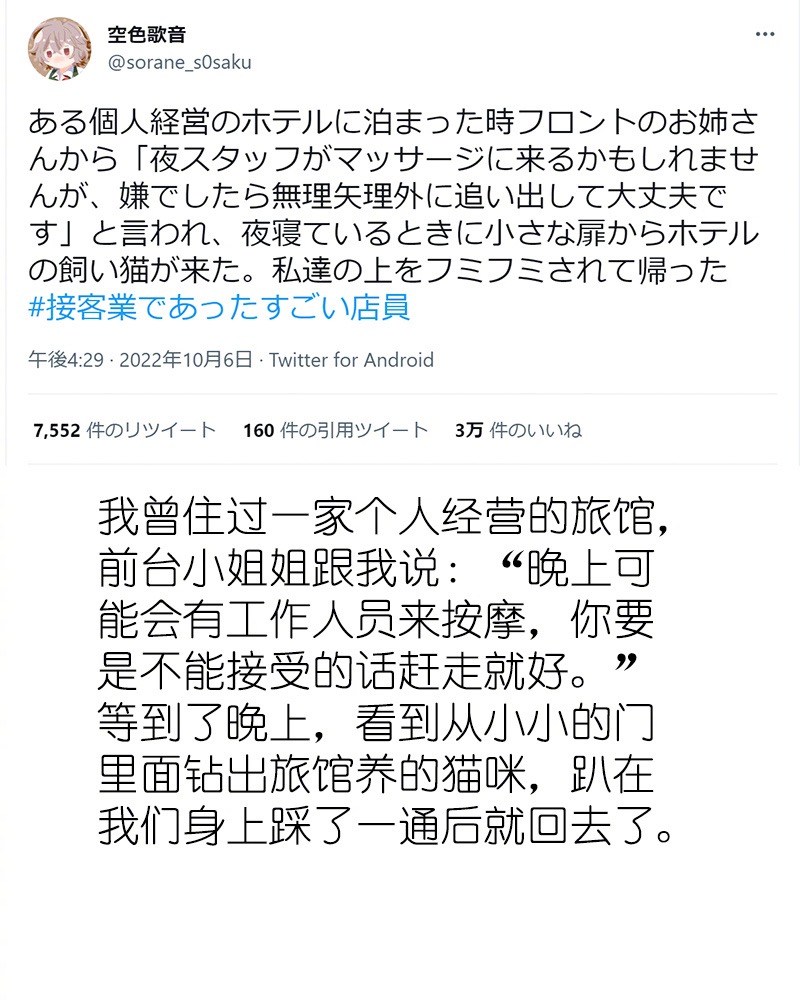 空色歌音
@sorane_s0saku
ある個人経営のホテルに泊まった時フロントのお姉さ
んから「夜スタッフがマッサージに来るかもしれませ
んが、嫌でしたら無理矢理外に追い出して大丈夫で
す」と言われ、夜寝ているときに小さな扉からホテル
の飼い猫が来た。私達の上をフミフミされて帰った
#接客業であったすごい店員
午後4:29 · 2022年10月6日 · Twitter for Android
7,552 件のリツイート 160 件の引用ツイート 3万 件のいいね
我曾住过一家个人经营的旅馆，
前台小姐姐跟我说：“晚上可
能会有工作人员来按摩，你要
是不能接受的话赶走就好。”
等到了晚上，看到从小小的门
里面钻出旅馆养的猫咪，趴在
我们身上踩了一通后就回去了。